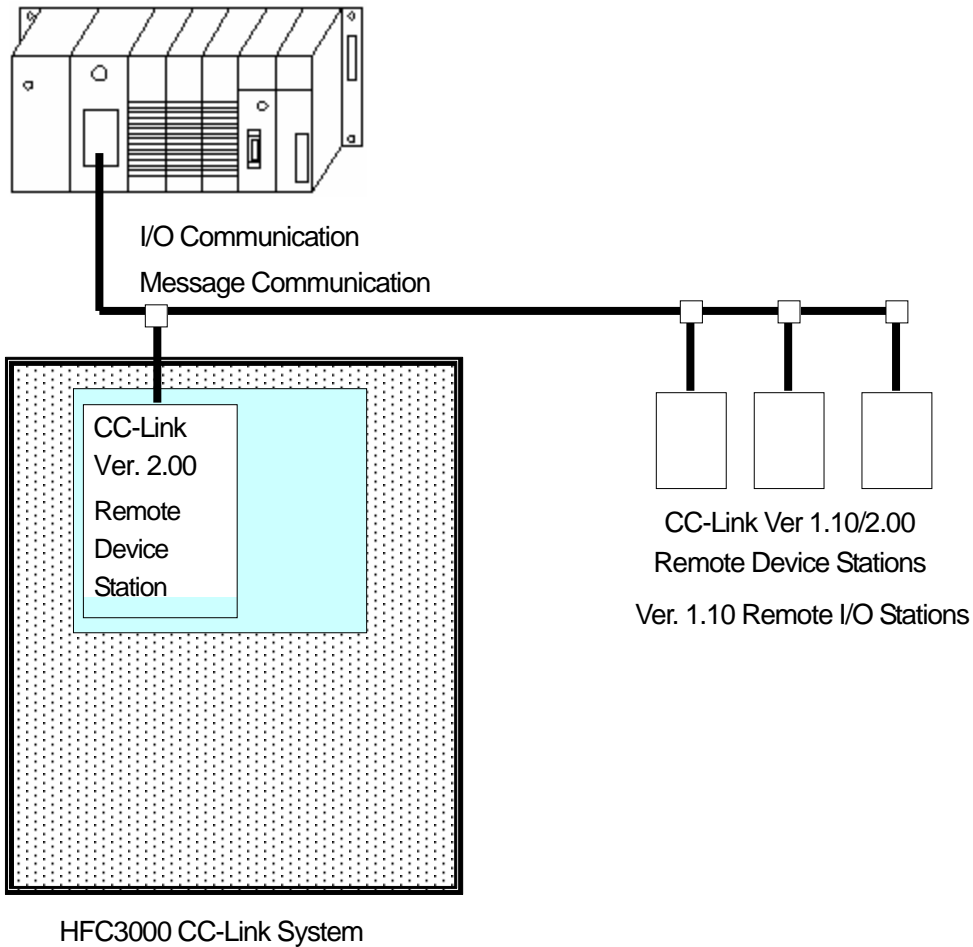 I/O Communication
Message Communication
CC-Link
Ver. 2.00
Remote
Device
Station
CC-Link Ver 1.10/2.00
Remote Device Stations
Ver. 1.10 Remote I/O Stations
HFC3000 CC-Link System